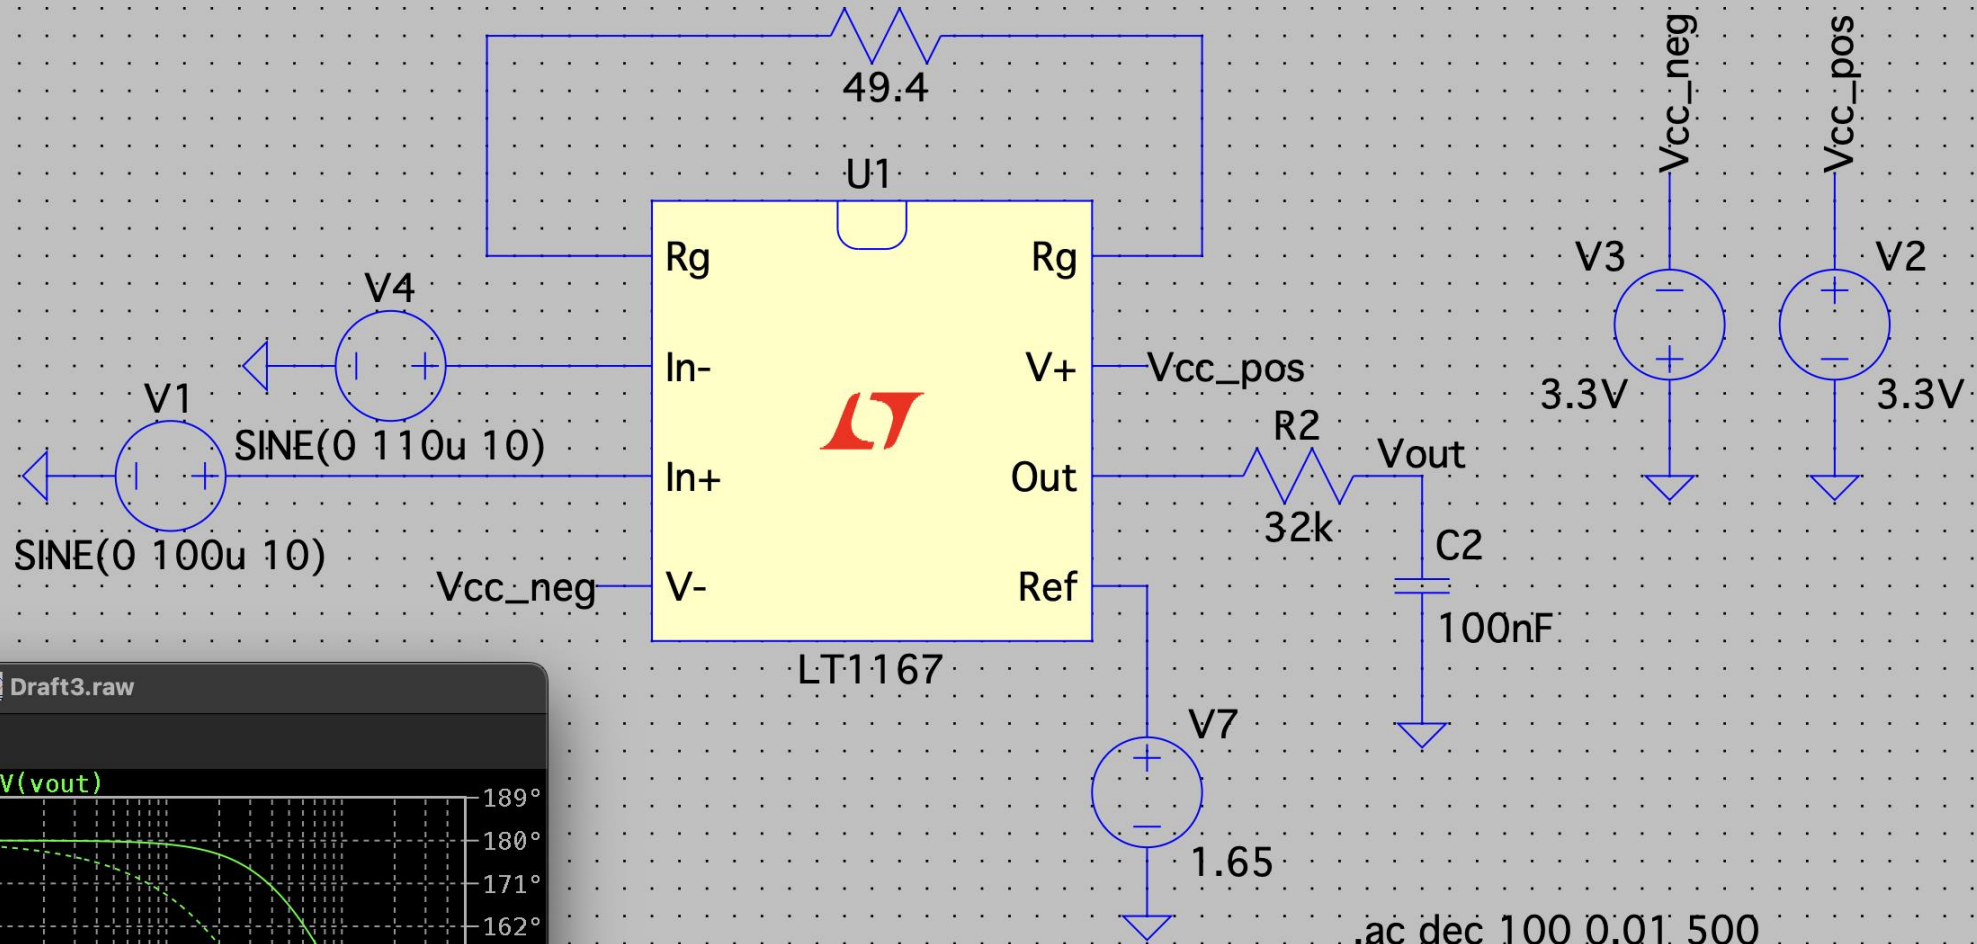 49.4
Vcc_neg
Vcc_pos
U1
Rg
Rg
V3
V2
V4
In-
V+
Vcc_pos
3.3V
3.3V
V1
SINE(0 110u 10)
R2
Vout
In+
Out
32k
SINE(0 100u 10)
C2
Vcc_neg
V-
Ref
100nF
LT1167
Draft3.raw
V7
V(vout)
189°
180°
1.65
171°
162°
.ac dec 100 0.01 500